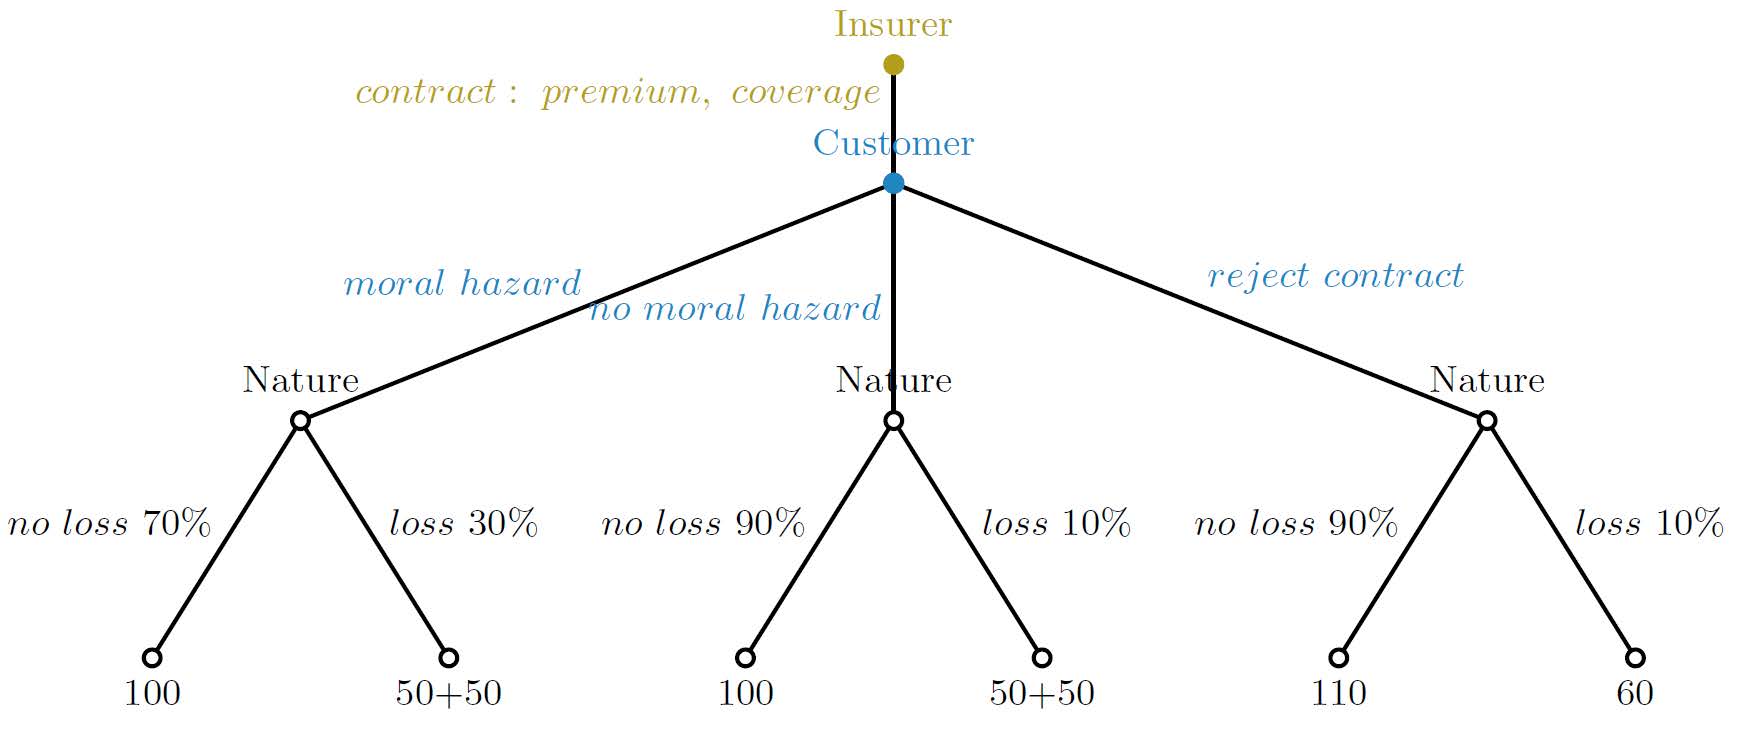 Insurer
contract : premium, coverage
Customer
moral hazard
no moral hazard
reject contract
Nature
Nature
Nature
no loss 70%
loss 30%
no loss 90%
loss 10%
no loss 90%
loss 10%
100
50+50
100
50+50
110
60